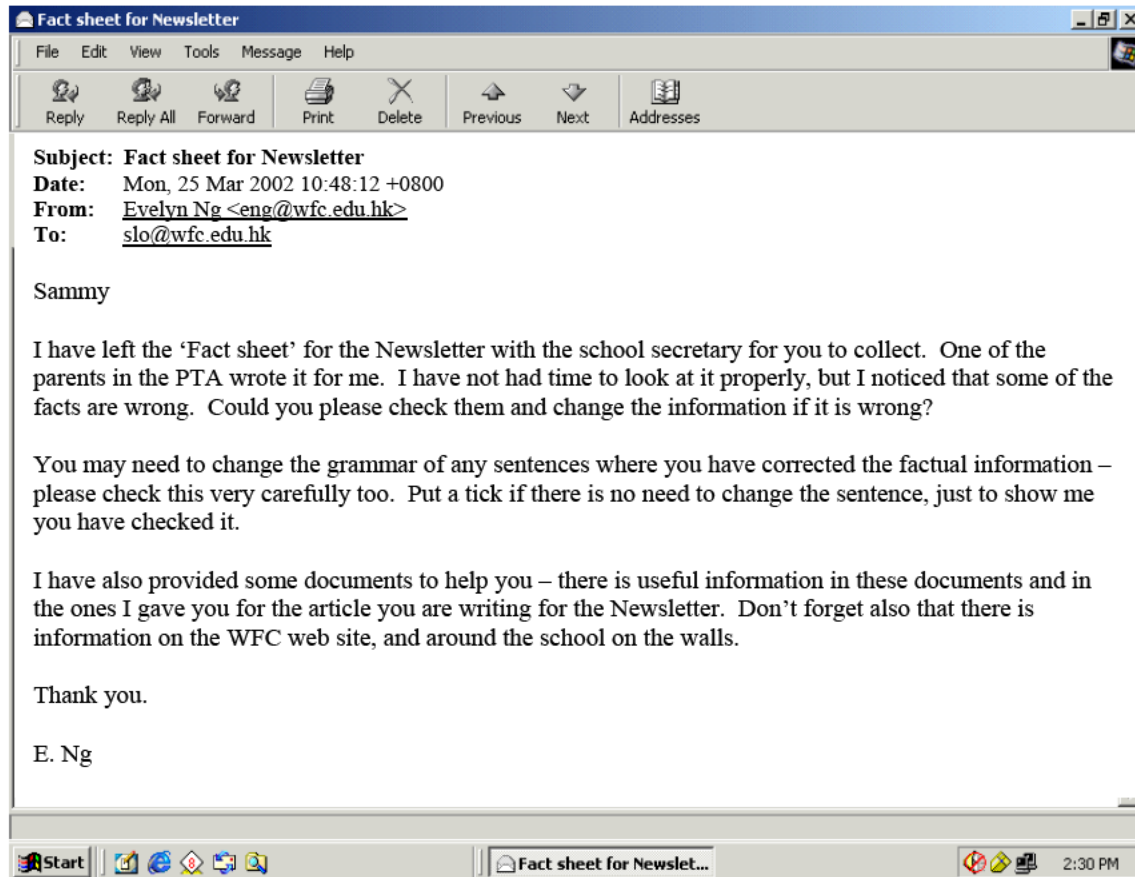 Fact sheet for Newsletter
File Edit View Tools Message Help
Reply Reply All Forward Print Delete Previous Next Addresses
Subject: Fact sheet for Newsletter
Date: Mon, 25 Mar 2002 10:48:12 +0800
From: Evelyn Ng <eng@wfc.edu.hk>
To: slo@wfc.edu.hk
Sammy
I have left the ‘Fact sheet’ for the Newsletter with the school secretary for you to collect. One of the
parents in the PTA wrote it for me. I have not had time to look at it properly, but I noticed that some of the
facts are wrong. Could you please check them and change the information if it is wrong?
You may need to change the grammar of any sentences where you have corrected the factual information –
please check this very carefully too. Put a tick if there is no need to change the sentence, just to show me
you have checked it.
I have also provided some documents to help you – there is useful information in these documents and in
the ones I gave you for the article you are writing for the Newsletter. Don’t forget also that there is
information on the WFC web site, and around the school on the walls.
Thank you.
E. Ng
Start 8 Fact sheet for Newslet... 2:30 PM